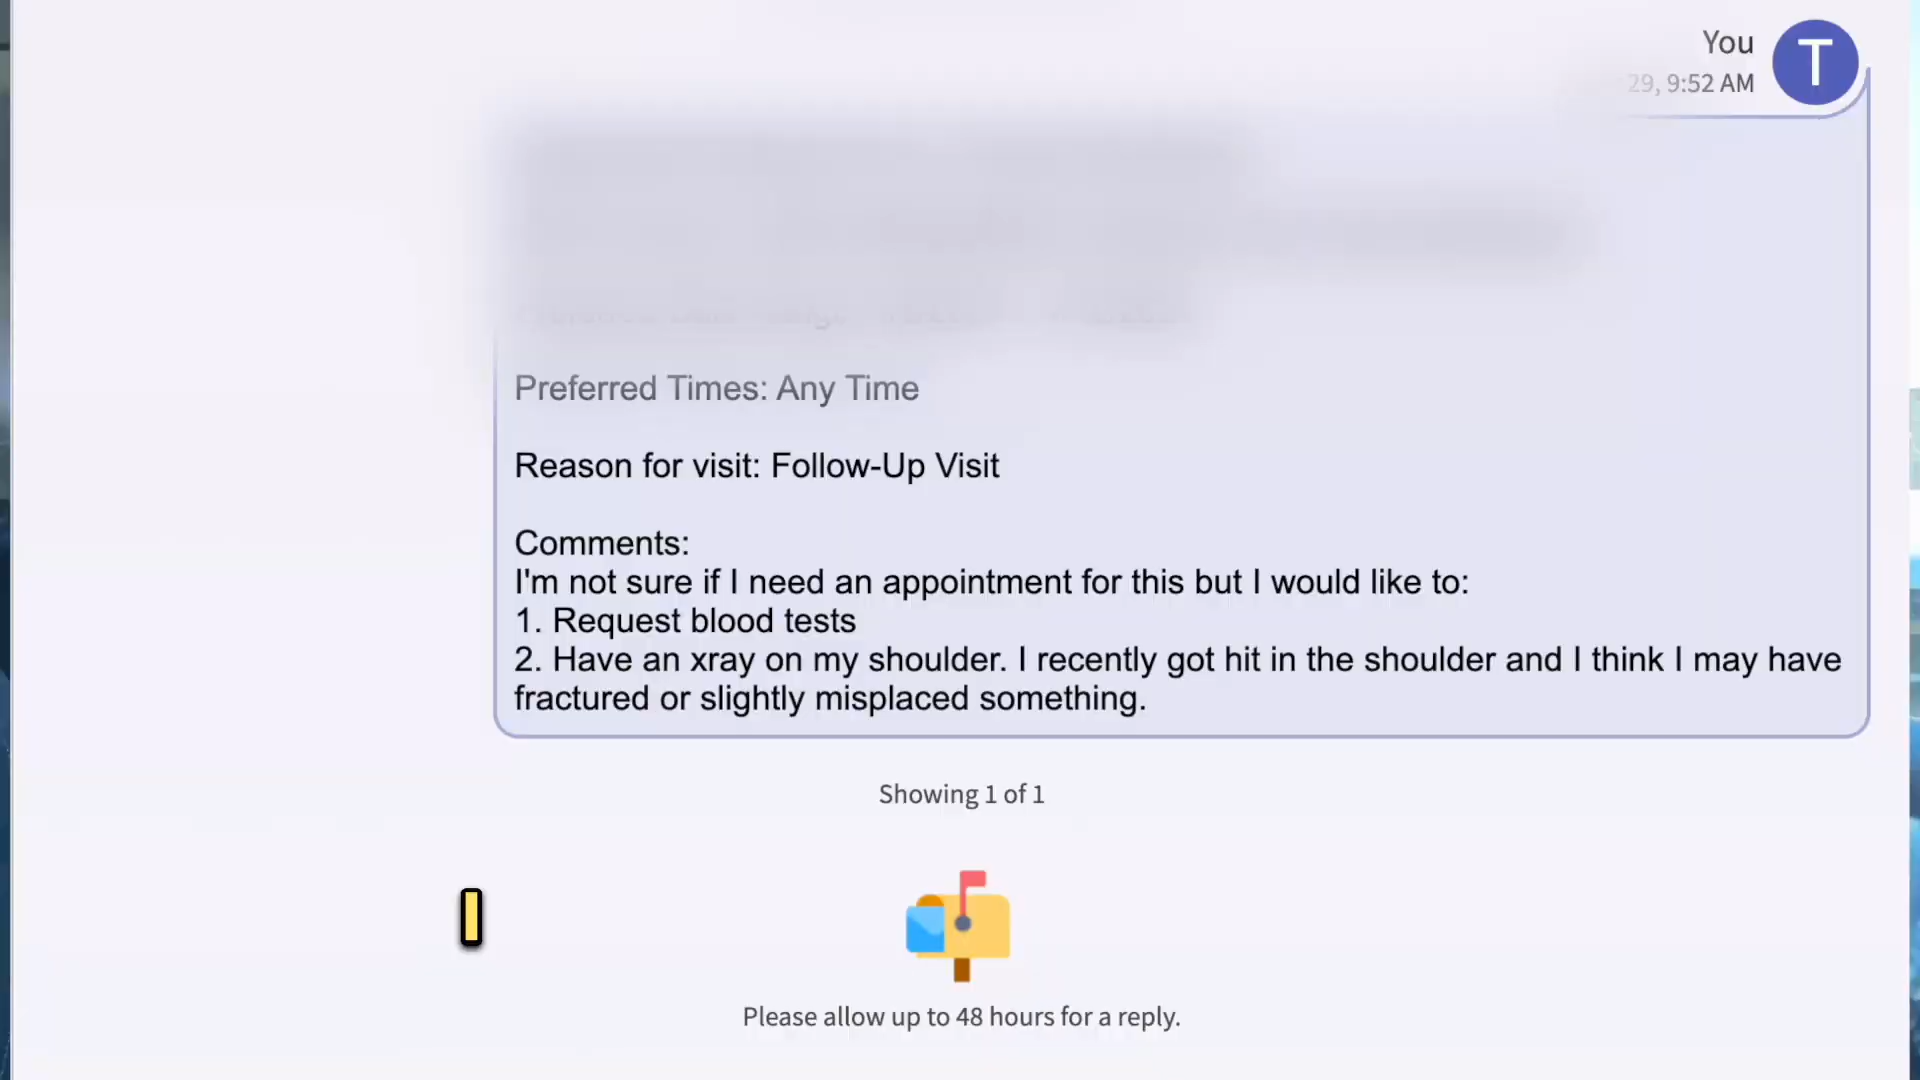 You
T
29, 9:52 AM
Preferred Times: Any Time
Reason for visit: Follow-Up Visit
Comments:
I'm not sure if I need an appointment for this but I would like to:
1. Request blood tests
2. Have an xray on my shoulder. I recently got hit in the shoulder and I think I may have
fractured or slightly misplaced something.
Showing 1 of 1
Please allow up to 48 hours for a reply.